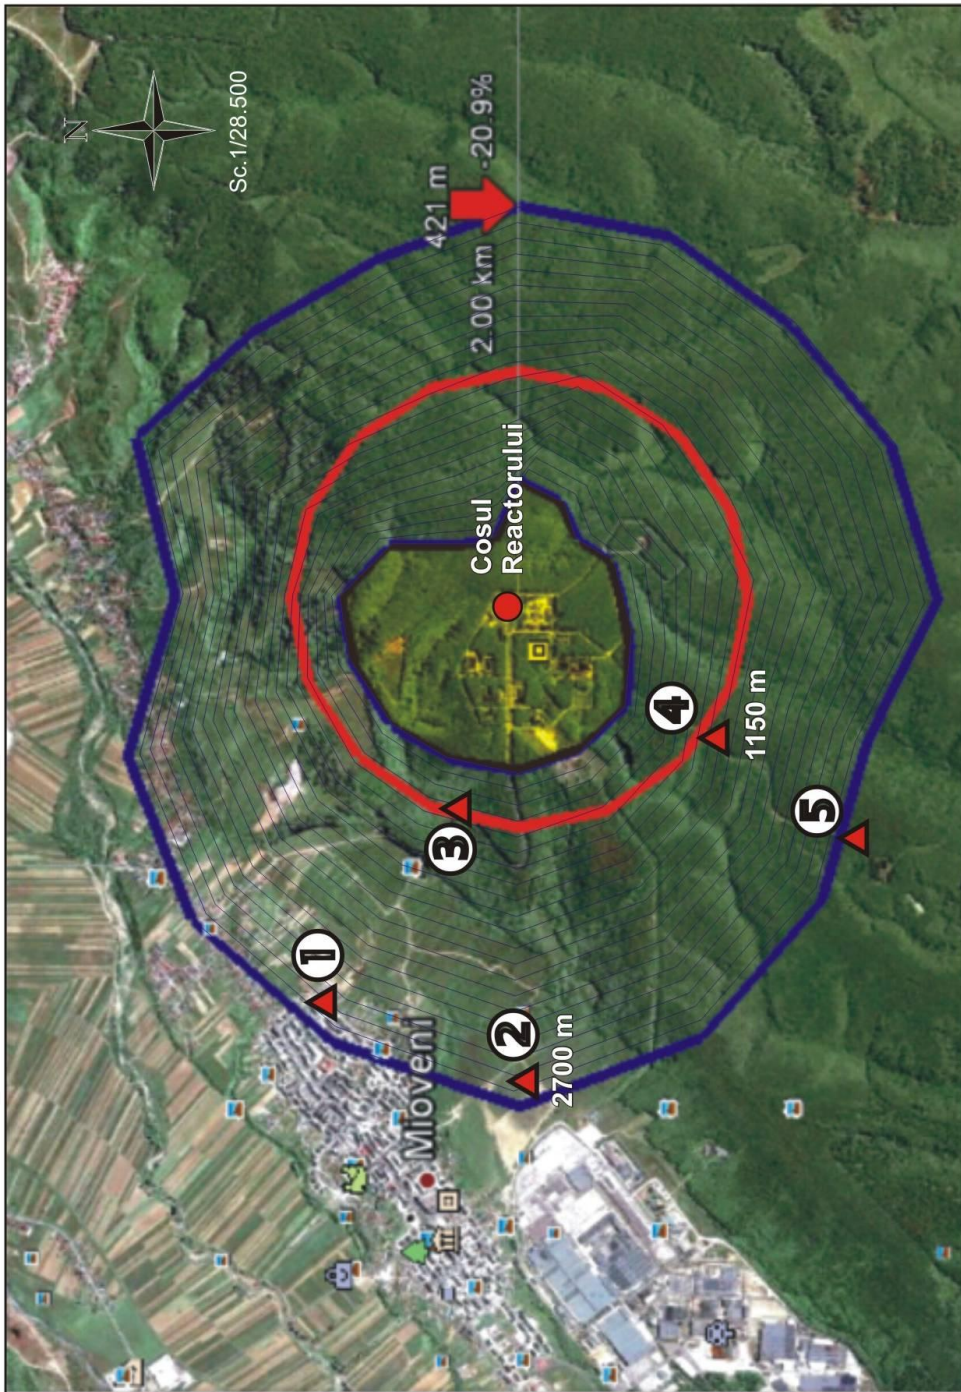 N
Sc.1/28.500
421 m
-20.9%
2.00 km
Cosul
Reactorului
1
2
2700 m
3
4
1150 m
5
Mioveni